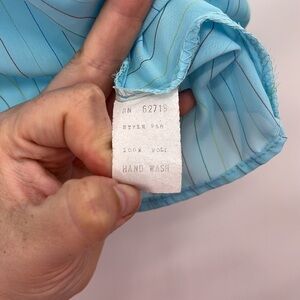 RN 62719
STYLE
100% POLY
HAND WASH